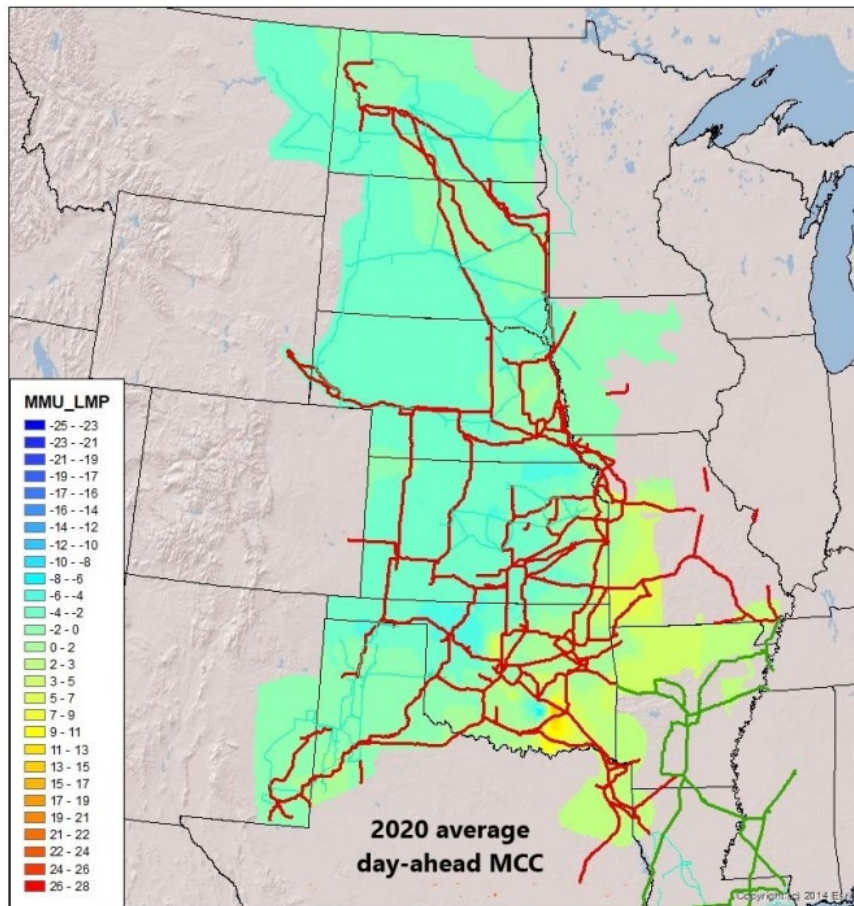 MMU_LMP
-25 - -23
-23 - -21
-21 - -19
-19 - -17
-17 - -16
-16 - -14
-14 - -12
-12 - -10
-10 - -8
-8 - -6
-6 - -4
-4 - -2
-2 - 0
0 - 2
2 - 3
3 - 5
5 - 7
7 - 9
9 - 11
11 - 13
13 - 15
15 - 17
17 - 19
19 - 21
21 - 22
22 - 24
24 - 26
26 - 28
2020 average
day-ahead MCC
Copyright (c) 2014 Esri